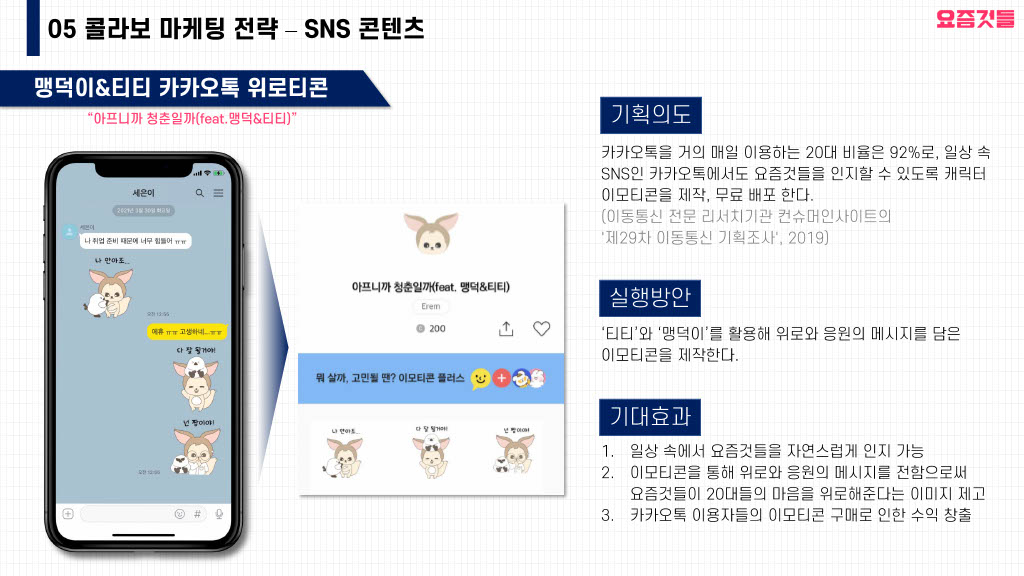 05 콜라보 마케팅 전략 – SNS 콘텐츠
요즘것들
맹덕이&티티 카카오톡 위로티콘
“아프니까 청춘일까(feat.맹덕&티티)”
세은이
2021년 3월 30일 화요일
세은이
나 취업 준비 때문에 너무 힘들어 ㅠㅠ
나 안아조...
오전 12:55
에휴 ㅠㅠ 고생하네...ㅠㅠ
다 잘 될거야!
넌 짱이야!
오전 12:55
#
아프니까 청춘일까(feat. 맹덕&티티)
Erem
200
뭐 살까, 고민될 땐? 이모티콘 플러스
나 안아조...
다 잘 될거야!
넌 짱이야!
기획의도
카카오톡을 거의 매일 이용하는 20대 비율은 92%로, 일상 속
SNS인 카카오톡에서도 요즘것들을 인지할 수 있도록 캐릭터
이모티콘을 제작, 무료 배포 한다.
(이동통신 전문 리서치기관 컨슈머인사이트의
'제29차 이동통신 기획조사', 2019)
실행방안
‘티티’와 ‘맹덕이’를 활용해 위로와 응원의 메시지를 담은
이모티콘을 제작한다.
기대효과
1. 일상 속에서 요즘것들을 자연스럽게 인지 가능
2. 이모티콘을 통해 위로와 응원의 메시지를 전함으로써
요즘것들이 20대들의 마음을 위로해준다는 이미지 제고
3. 카카오톡 이용자들의 이모티콘 구매로 인한 수익 창출